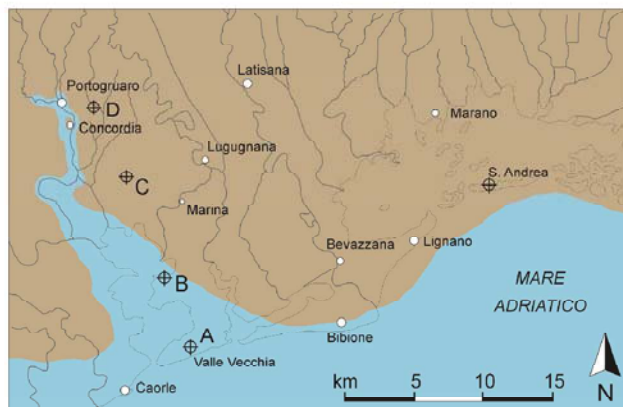 Portogruaro
D
Concordia
Latisana
Marano
Lugugnana
C
S. Andrea
Marina
Bevazzana
Lignano
B
MARE
ADRIATICO
A
Valle Vecchia
Bibione
Caorle
km 5 10 15
N